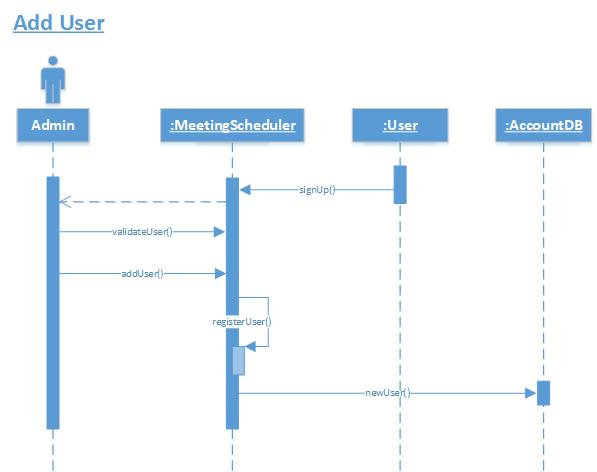 Add User
Admin
:MeetingScheduler
:User
:AccountDB
signUp()
validateUser()
addUser()
registerUser()
newUser()